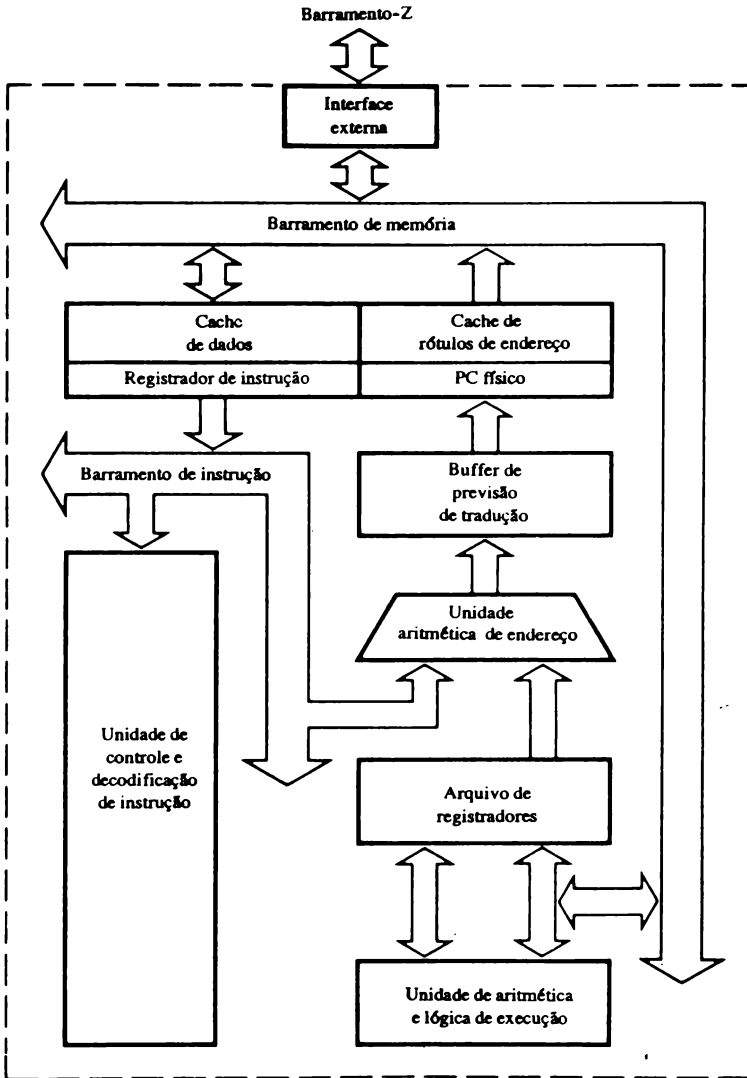 Barramento-Z
Interface
externa
Barramento de memória
Cache
de dados
Cache de
rótulos de endereço
Registrador de instrução
PC físico
Barramento de instrução
Buffer de
previsão
de tradução
Unidade
aritmética de endereço
Unidade de
controle e
decodificação
de instrução
Arquivo de
registradores
Unidade de aritmética
e lógica de execução